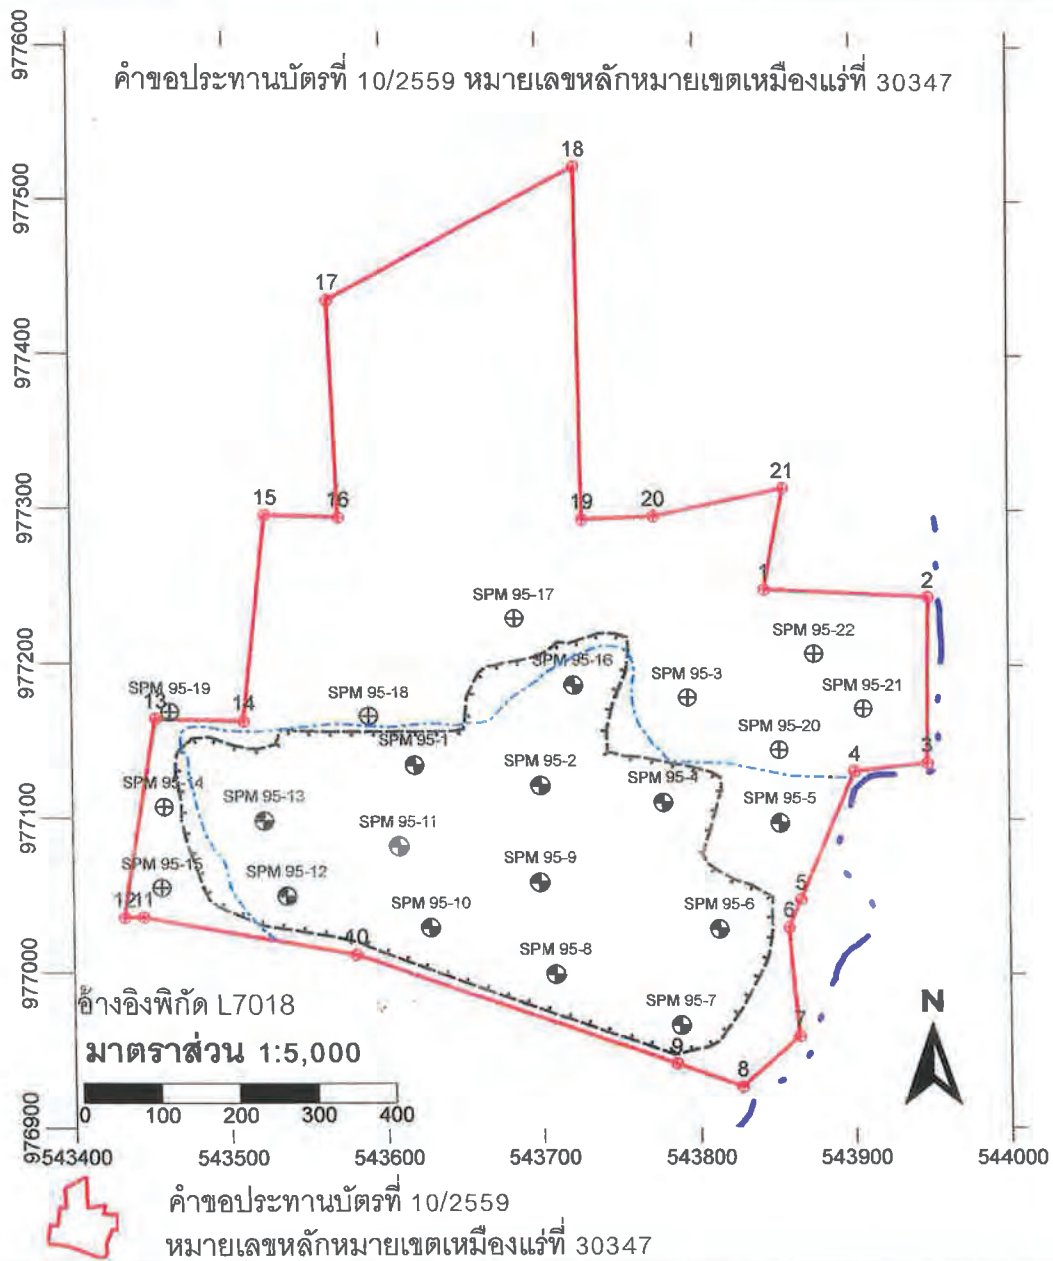 คำขอประทานบัตรที่ 10/2559 หมายเลขหลักหมายเขตเหมืองแร่ที่ 30347
977600
977500
977400
977300
977200
977100
977000
976900
18
17
21
15
16
19
20
1
2
SPM 95-17
SPM 95-22
SPM 95-16
SPM 95-3
SPM 95-19
SPM 95-18
SPM 95-21
13
14
SPM 95-1
SPM 95-20
SPM 95-2
4
3
SPM 95-14
SPM 95-13
SPM 95-4
SPM 95-5
SPM 95-11
SPM 95-15
SPM 95-12
SPM 95-9
5
12
11
SPM 95-10
SPM 95-6
6
10
SPM 95-8
SPM 95-7
7
9
8
N
อ้างอิงพิกัด L7018
มาตราส่วน 1:5,000
0 100 200 300 400
543400 543500 543600 543700 543800 543900 544000
คำขอประทานบัตรที่ 10/2559
หมายเลขหลักหมายเขตเหมืองแร่ที่ 30347